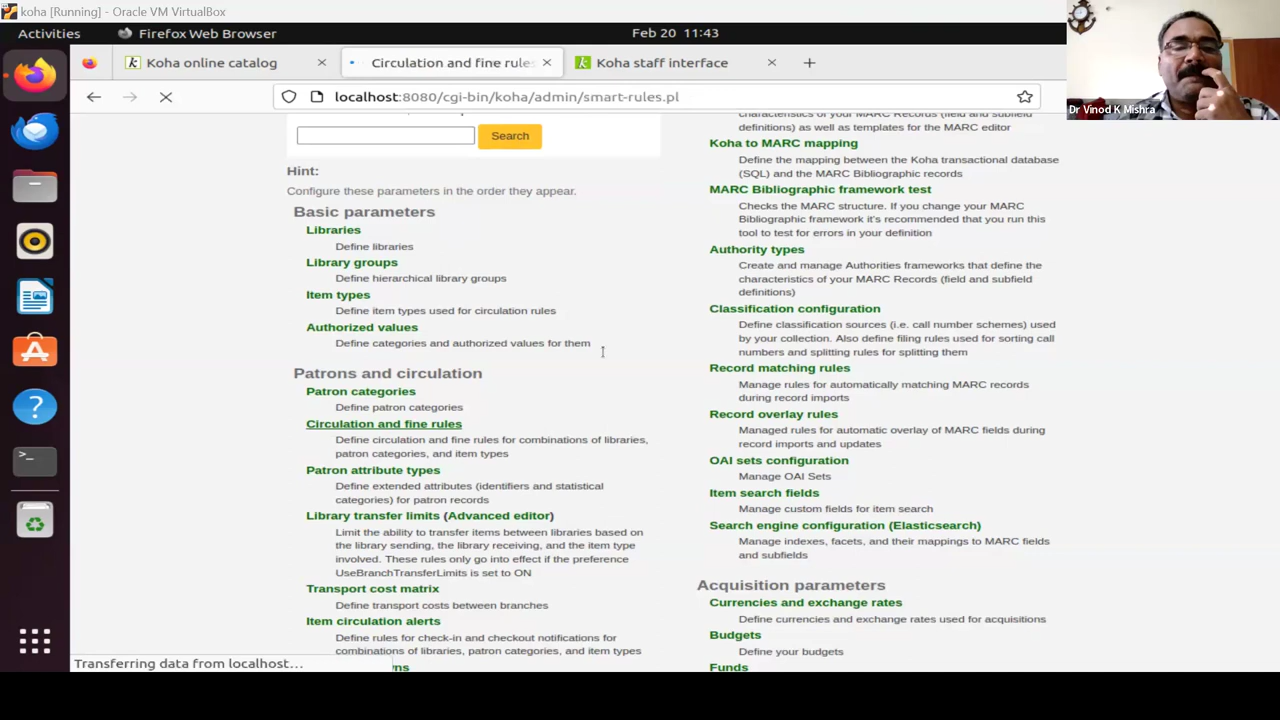 koha [Running] - Oracle VM VirtualBox
Activities
Firefox Web Browser
Feb 20 11:43
Koha online catalog
Circulation and fine rules
Koha staff interface
localhost:8080/cgi-bin/koha/admin/smart-rules.pl
Dr Vinod K Mishra
Search
Hint:
Configure these parameters in the order they appear.
Basic parameters
Libraries
Define libraries
Library groups
Define hierarchical library groups
Item types
Define item types used for circulation rules
Authorized values
Define categories and authorized values for them
Patrons and circulation
Patron categories
Define patron categories
Circulation and fine rules
Define circulation and fine rules for combinations of libraries,
patron categories, and item types
Patron attribute types
Define extended attributes (identifiers and statistical
categories) for patron records
Library transfer limits (Advanced editor)
Limit the ability to transfer items between libraries based on
the library sending, the library receiving, and the item type
involved. These rules only go into effect if the preference
UseBranchTransferLimits is set to ON
Transport cost matrix
Define transport costs between branches
Item circulation alerts
Define rules for check-in and checkout notifications for
combinations of libraries, patron categories, and item types
characteristics of your MARC Records (field and subfield
definitions) as well as templates for the MARC editor
Koha to MARC mapping
Define the mapping between the Koha transactional database
(SQL) and the MARC Bibliographic records
MARC Bibliographic framework test
Checks the MARC structure. If you change your MARC
Bibliographic framework it's recommended that you run this
tool to test for errors in your definition
Authority types
Create and manage Authorities frameworks that define the
characteristics of your MARC Records (field and subfield
definitions)
Classification configuration
Define classification sources (i.e. call number schemes) used
by your collection. Also define filing rules used for sorting call
numbers and splitting rules for splitting them
Record matching rules
Manage rules for automatically matching MARC records
during record imports
Record overlay rules
Managed rules for automatic overlay of MARC fields during
record imports and updates
OAI sets configuration
Manage OAI Sets
Item search fields
Manage custom fields for item search
Search engine configuration (Elasticsearch)
Manage indexes, facets, and their mappings to MARC fields
and subfields
Acquisition parameters
Currencies and exchange rates
Define currencies and exchange rates used for acquisitions
Budgets
Define your budgets
Funds
Transferring data from localhost...